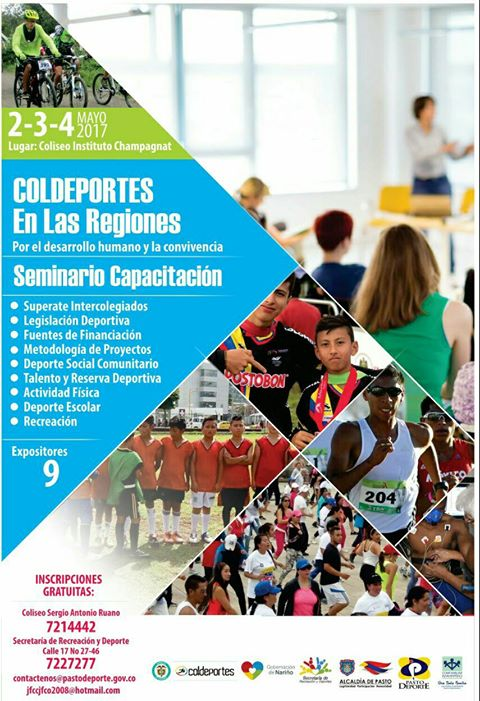 2-3-4 MAYO 2017
Lugar: Coliseo Instituto Champagnat
COLDEPORTES
En Las Regiones
Por el desarrollo humano y la convivencia
Seminario Capacitación
Superate Intercolegiados
Legislación Deportiva
Fuentes de Financiación
Metodología de Proyectos
Deporte Social Comunitario
Talento y Reserva Deportiva
Actividad Física
Deporte Escolar
Recreación
Expositores
9
POSTOBON
204
INSCRIPCIONES
GRATUITAS:
Coliseo Sergio Antonio Ruano
7214442
Secretaría de Recreación y Deporte
Calle 17 No 27-46
7227277
contactenos@pastodeporte.gov.co
jfccjfco2008@hotmail.com
coldeportes
Gobernación
de Nariño
Secretaría de
Recreación y Deportes
ALCALDÍA DE PASTO
Legitimidad Participación Honestidad
PASTO
DEPORTE